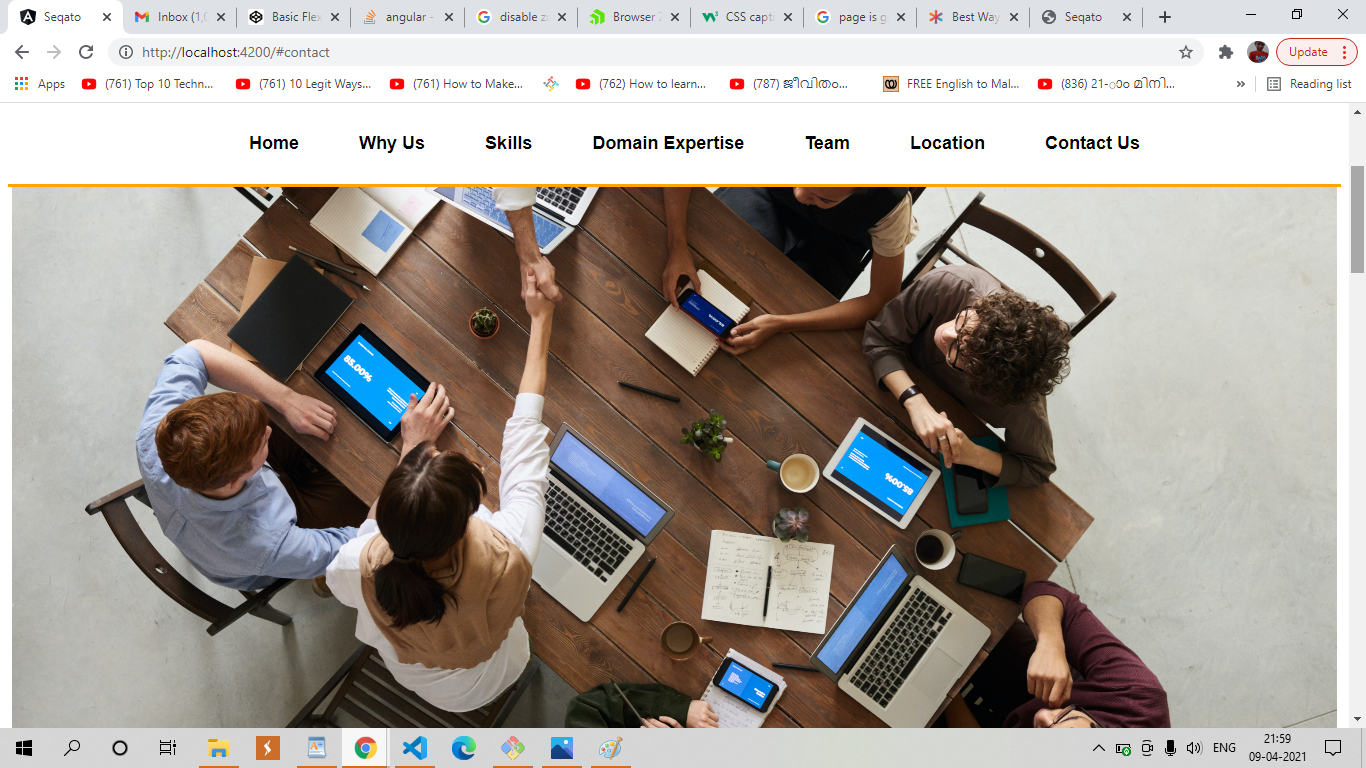 Seqato
Inbox (1,0
Basic Flex
angular -
disable zo
Browser Z
CSS capti
page is g
Best Way
Seqato
http://localhost:4200/#contact
Update
Apps
(761) Top 10 Techn...
(761) 10 Legit Ways...
(761) How to Make...
(762) How to learn...
(787) ജീവിതം...
FREE English to Mal...
(836) 21-ാം മിനി...
»
Reading list
Home
Why Us
Skills
Domain Expertise
Team
Location
Contact Us
85.00%
85.00%
ENG
21:59
09-04-2021